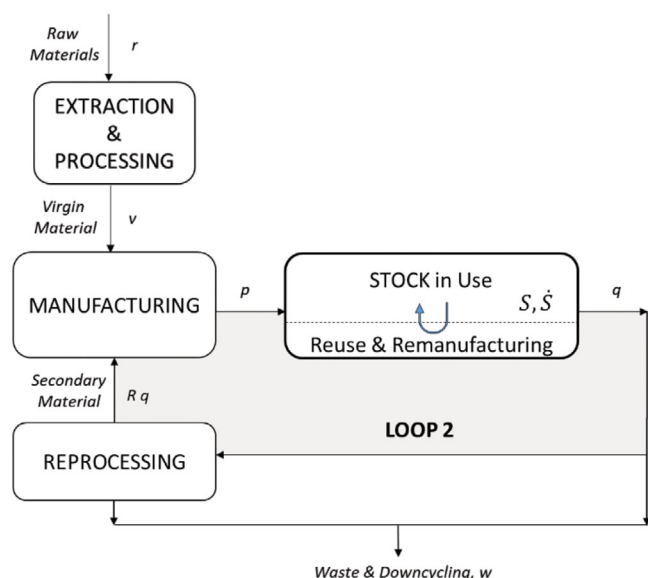 Raw
Materials
r
EXTRACTION
&
PROCESSING
Virgin
Material
v
MANUFACTURING
p
STOCK in Use
S, Ṡ
q
Reuse & Remanufacturing
Secondary
Material
R q
LOOP 2
REPROCESSING
Waste & Downcycling, w